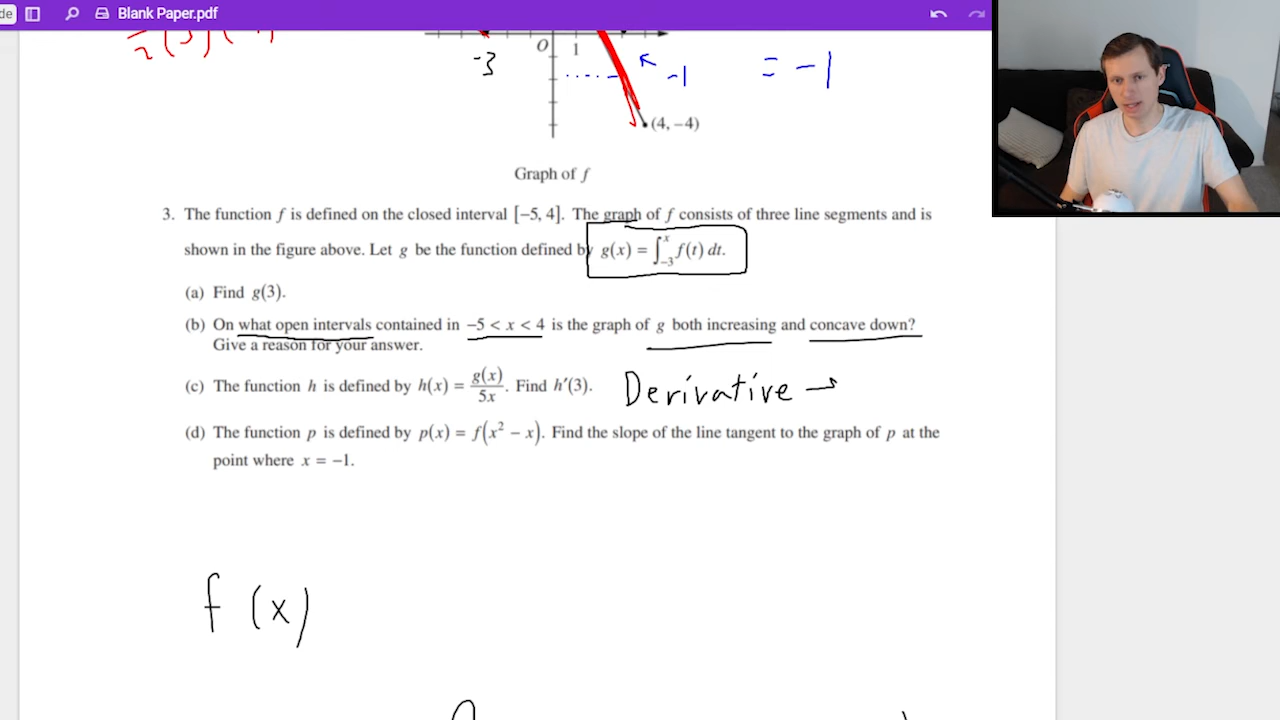 de Blank Paper.pdf
-3
O 1
-1
= -1
(4, −4)
Graph of f
3. The function f is defined on the closed interval [−5, 4]. The graph of f consists of three line segments and is
shown in the figure above. Let g be the function defined by g(x) = ∫₋₃ˣ f(t) dt.
(a) Find g(3).
(b) On what open intervals contained in −5 < x < 4 is the graph of g both increasing and concave down?
Give a reason for your answer.
(c) The function h is defined by h(x) = g(x)/5x. Find h′(3).
Derivative →
(d) The function p is defined by p(x) = f(x² − x). Find the slope of the line tangent to the graph of p at the
point where x = −1.
f (x)